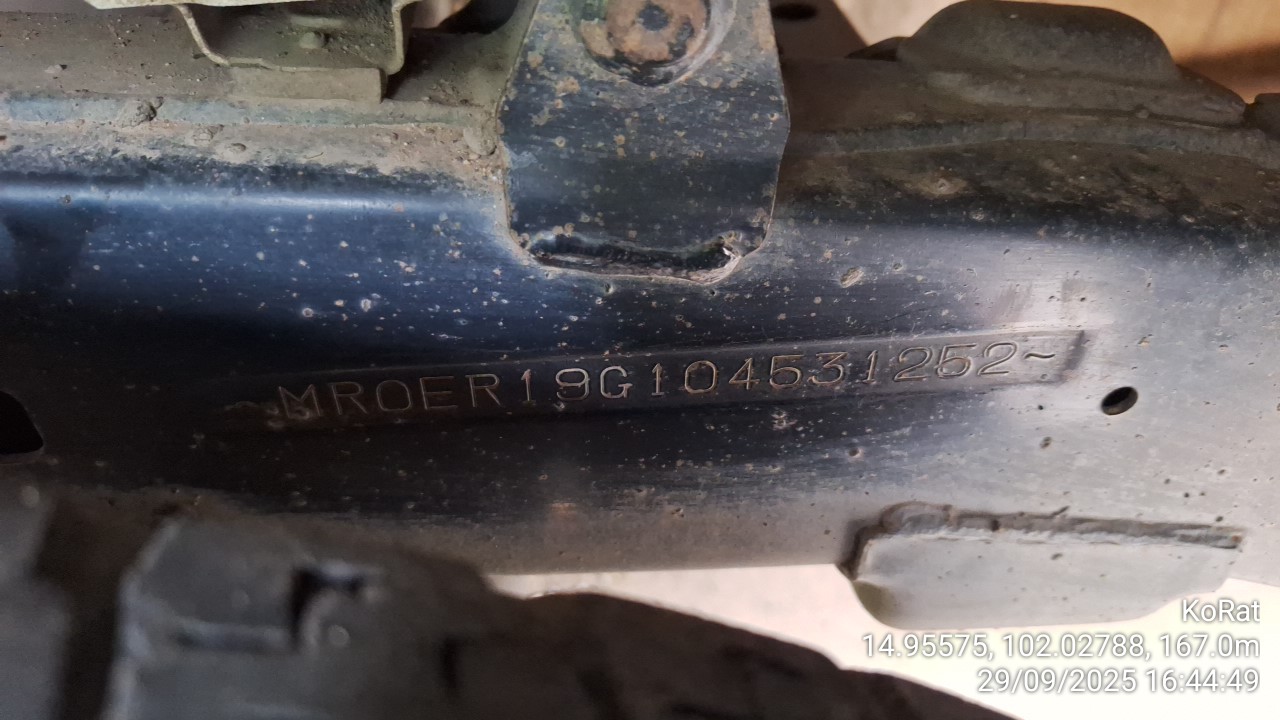 ~MR0ER19G104531252~
KoRat
14.95575, 102.02788, 167.0m
29/09/2025 16:44:49